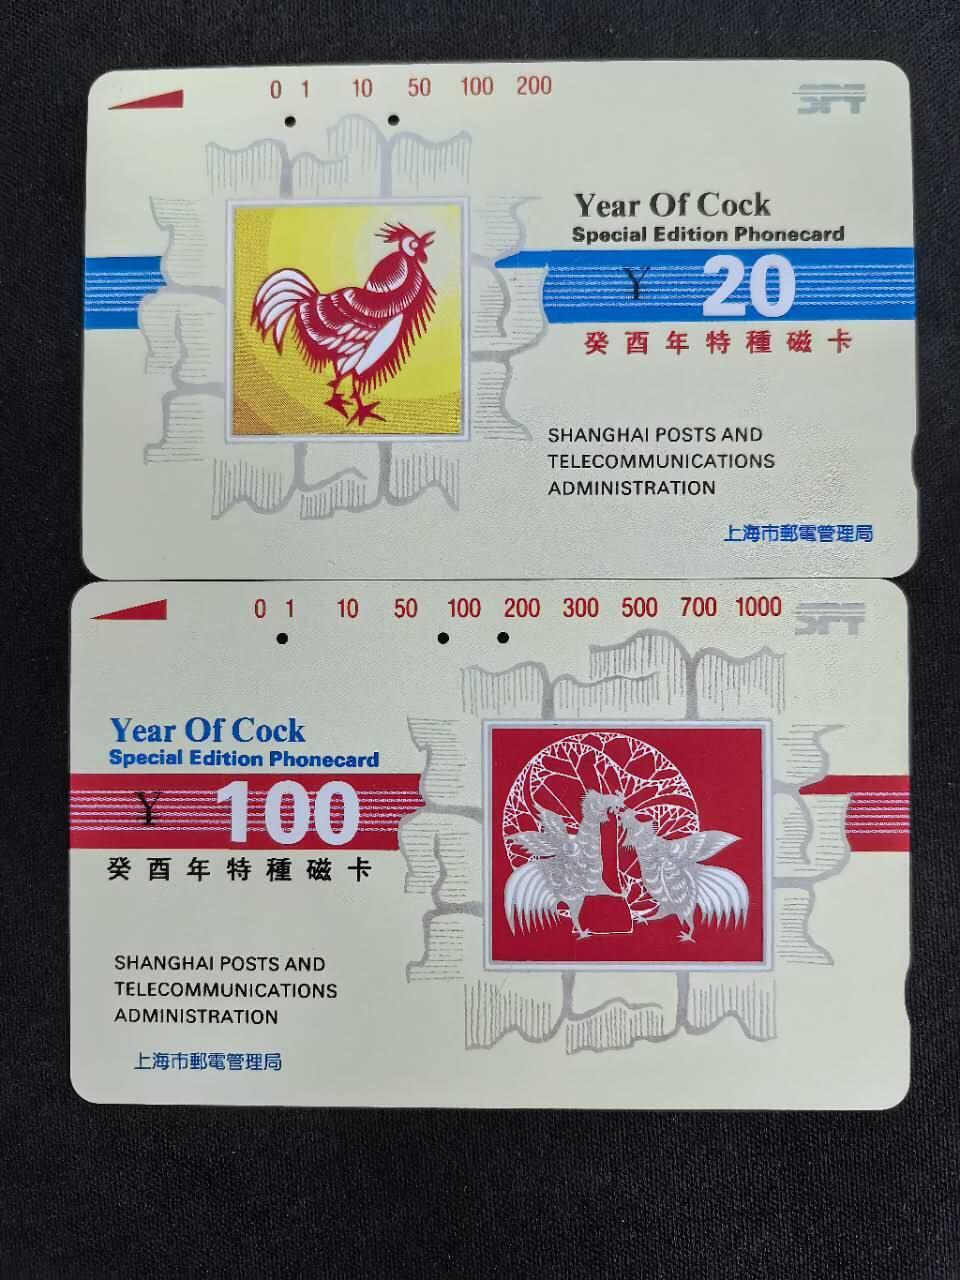 0 1 10 50 100 200
SPT
Year Of Cock
Special Edition Phonecard
Y 20
癸酉年特種磁卡
SHANGHAI POSTS AND
TELECOMMUNICATIONS
ADMINISTRATION
上海市郵電管理局
0 1 10 50 100 200 300 500 700 1000
SPT
Year Of Cock
Special Edition Phonecard
Y 100
癸酉年特種磁卡
SHANGHAI POSTS AND
TELECOMMUNICATIONS
ADMINISTRATION
上海市郵電管理局